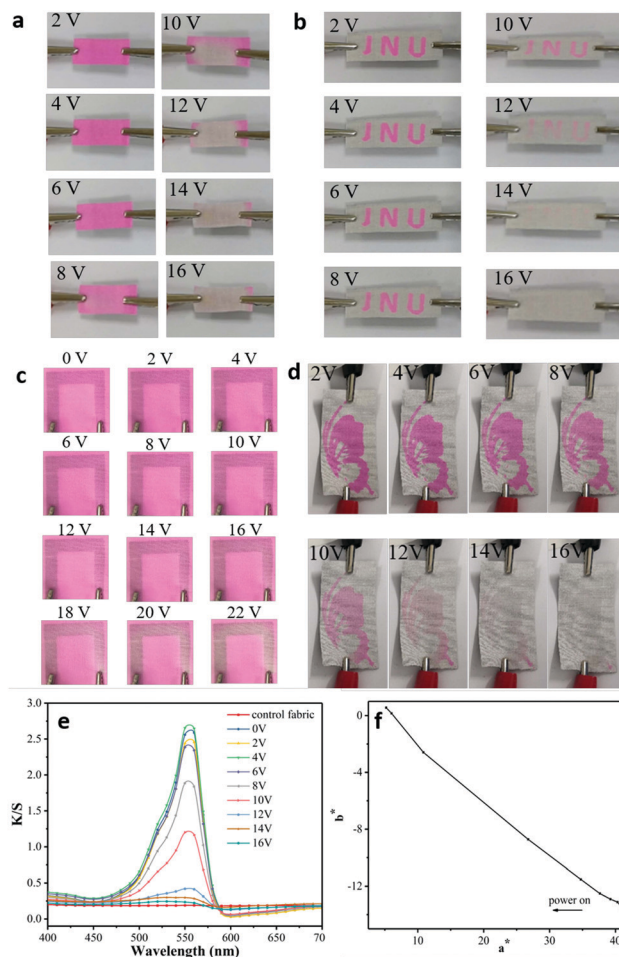 a
2 V 10 V
4 V 12 V
6 V 14 V
8 V 16 V
b
2 V 10 V
JNU JNU
4 V 12 V
JNU JNU
6 V 14 V
JNU
8 V 16 V
JNU
c
0 V 2 V 4 V
6 V 8 V 10 V
12 V 14 V 16 V
18 V 20 V 22 V
d
2V 4V 6V 8V
10V 12V 14V 16V
e
3.0
2.5
2.0
1.5
1.0
0.5
0.0
K/S
400 450 500 550 600 650 70
Wavelength (nm)
control fabric
0V
2V
4V
6V
8V
10V
12V
14V
16V
f
0
-4
-8
-12
b*
10 20 30 40
a*
power on